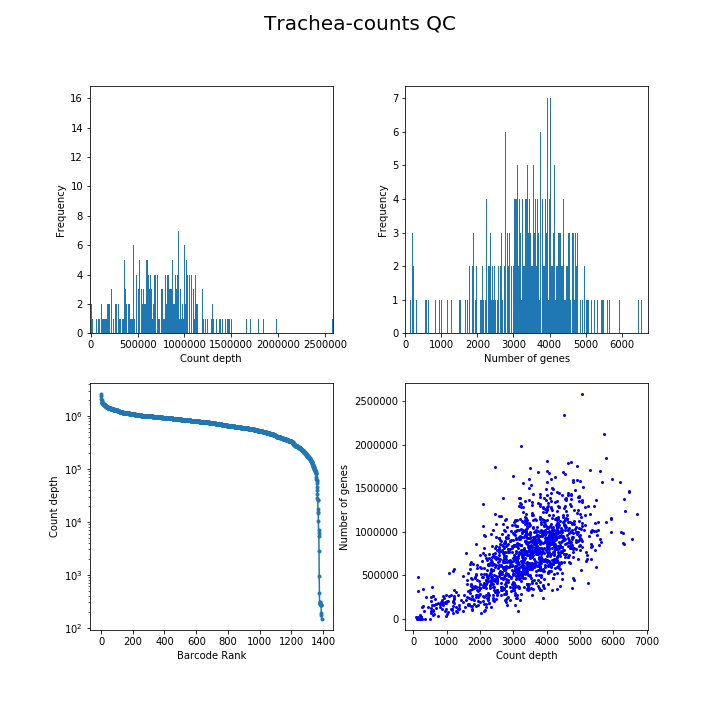 Trachea-counts QC
16
14
12
10
8
6
4
2
0
Frequency
0 500000 1000000 1500000 2000000 2500000
Count depth
7
6
5
4
3
2
1
0
Frequency
0 1000 2000 3000 4000 5000 6000
Number of genes
10^6
10^5
10^4
10^3
10^2
Count depth
0 200 400 600 800 1000 1200 1400
Barcode Rank
2500000
2000000
1500000
1000000
500000
0
Number of genes
0 1000 2000 3000 4000 5000 6000 7000
Count depth